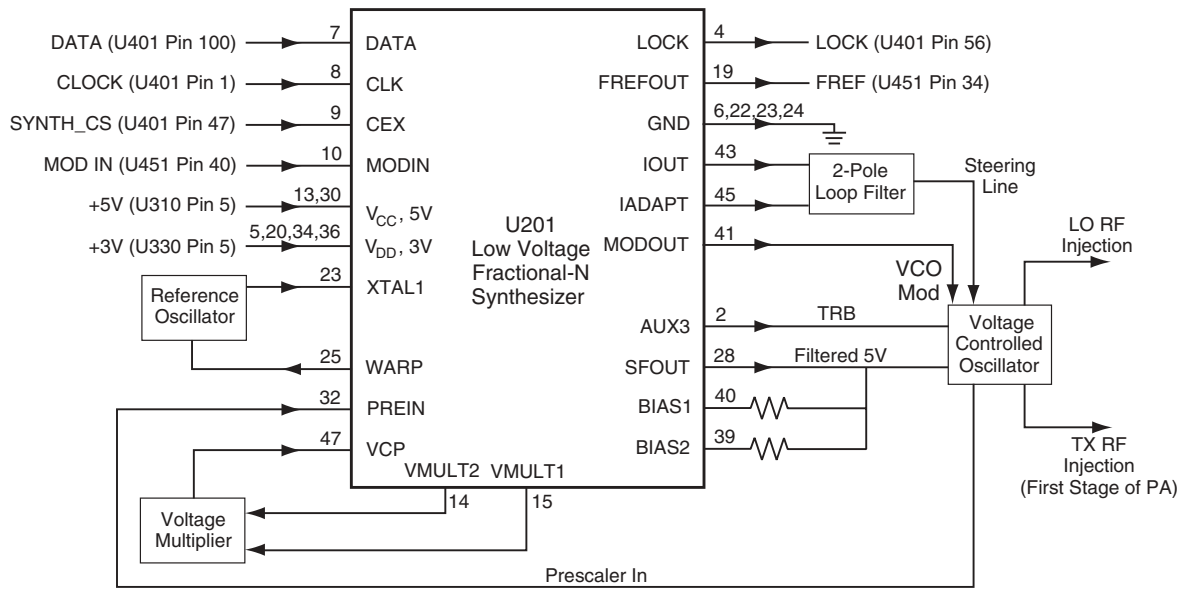 DATA (U401 Pin 100)
7
DATA
CLOCK (U401 Pin 1)
8
CLK
SYNTH_CS (U401 Pin 47)
9
CEX
MOD IN (U451 Pin 40)
10
MODIN
+5V (U310 Pin 5)
13,30
VCC, 5V
+3V (U330 Pin 5)
5,20,34,36
VDD, 3V
Reference
Oscillator
23
XTAL1
25
WARP
32
PREIN
47
VCP
Voltage
Multiplier
VMULT2
14
VMULT1
15
U201
Low Voltage
Fractional-N
Synthesizer
LOCK
4
LOCK (U401 Pin 56)
FREFOUT
19
FREF (U451 Pin 34)
GND
6,22,23,24
IOUT
43
IADAPT
45
2-Pole
Loop Filter
Steering
Line
MODOUT
41
VCO
Mod
AUX3
2
TRB
SFOUT
28
Filtered 5V
BIAS1
40
BIAS2
39
Voltage
Controlled
Oscillator
LO RF
Injection
TX RF
Injection
(First Stage of PA)
Prescaler In